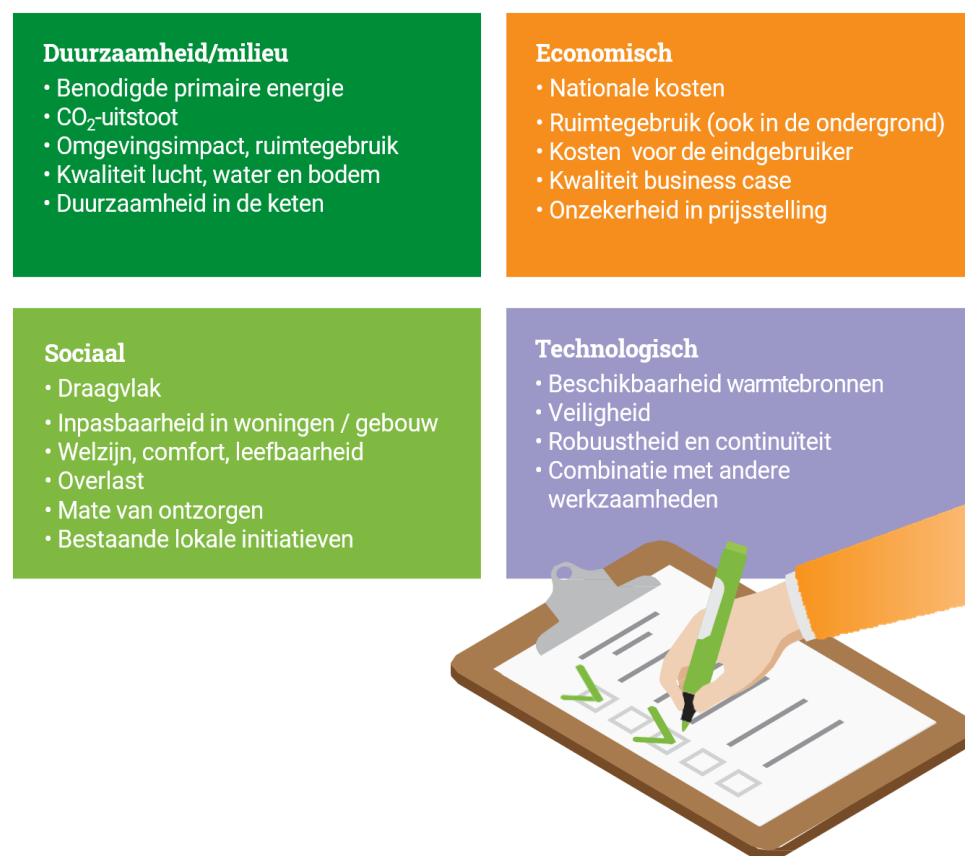 Duurzaamheid/milieu
• Benodigde primaire energie
• CO₂-uitstoot
• Omgevingsimpact, ruimtegebruik
• Kwaliteit lucht, water en bodem
• Duurzaamheid in de keten
Economisch
• Nationale kosten
• Ruimtegebruik (ook in de ondergrond)
• Kosten voor de eindgebruiker
• Kwaliteit business case
• Onzekerheid in prijsstelling
Sociaal
• Draagvlak
• Inpasbaarheid in woningen / gebouw
• Welzijn, comfort, leefbaarheid
• Overlast
• Mate van ontzorgen
• Bestaande lokale initiatieven
Technologisch
• Beschikbaarheid warmtebronnen
• Veiligheid
• Robuustheid en continuïteit
• Combinatie met andere
werkzaamheden